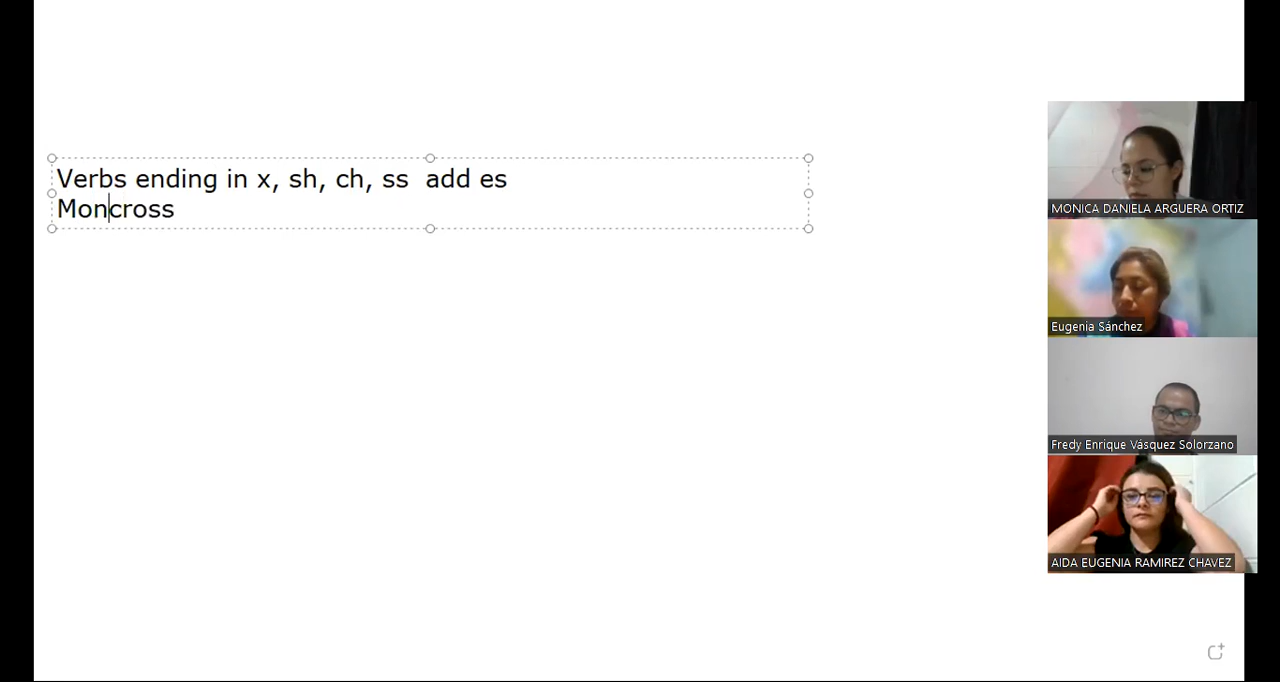 Verbs ending in x, sh, ch, ss  add es
Moncross
MONICA DANIELA ARGUERA ORTIZ
Eugenia Sánchez
Fredy Enrique Vásquez Solorzano
AIDA EUGENIA RAMIREZ CHAVEZ